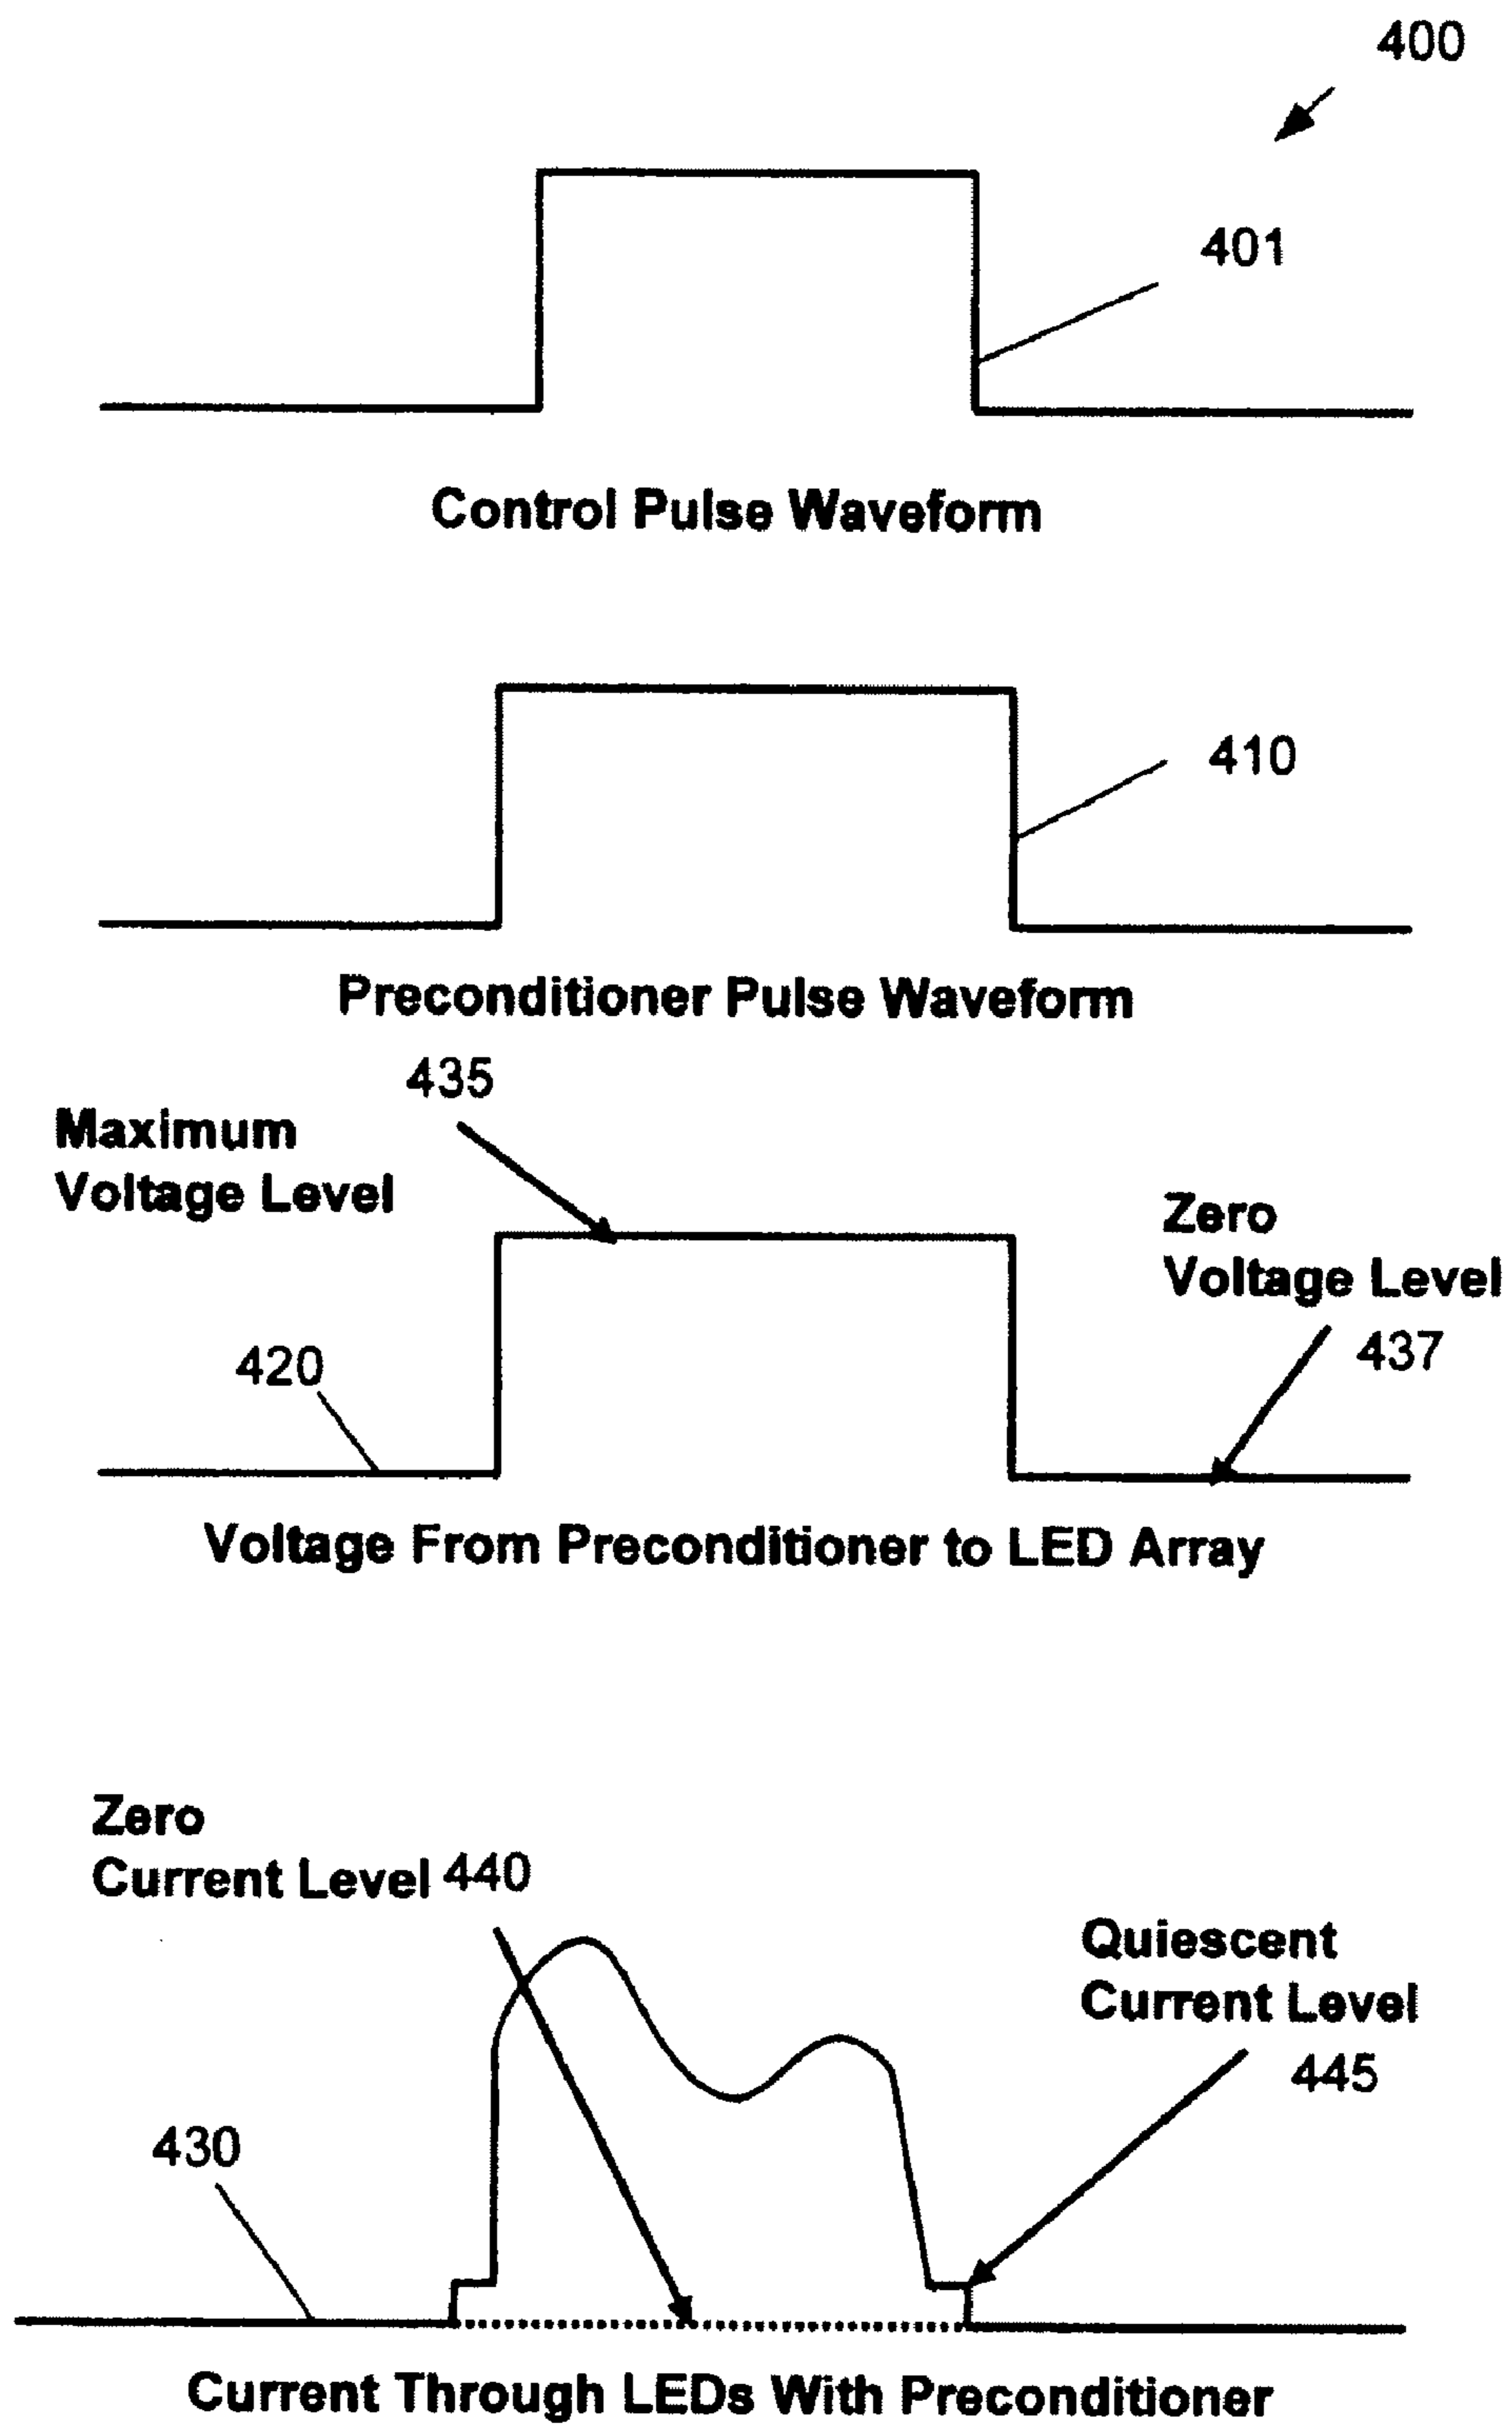 400
401
Control Pulse Waveform
410
Preconditioner Pulse Waveform
435
Maximum
Voltage Level
Zero
Voltage Level
437
420
Voltage From Preconditioner to LED Array
Zero
Current Level 440
Quiescent
Current Level
445
430
Current Through LEDs With Preconditioner